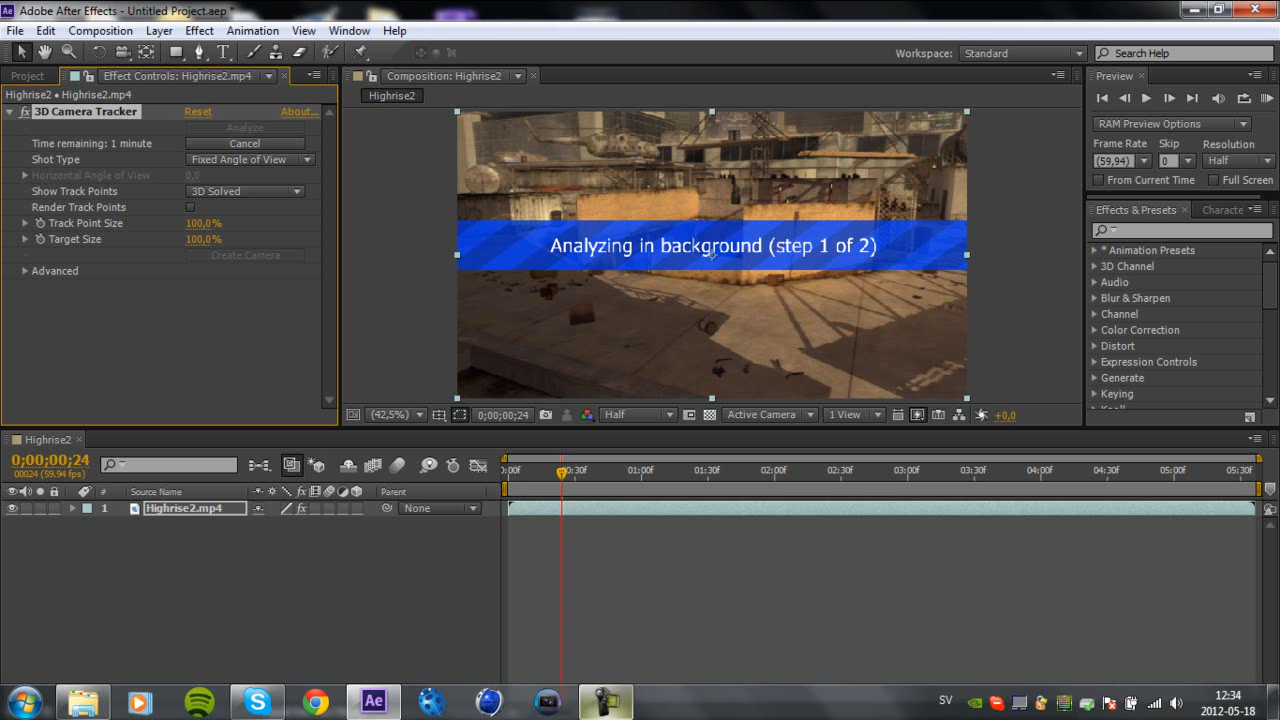 Adobe After Effects - Untitled Project.aep *
File Edit Composition Layer Effect Animation View Window Help
Workspace: Standard Search Help
Project Effect Controls: Highrise2.mp4 Composition: Highrise2 Preview
Highrise2 • Highrise2.mp4 Highrise2
fx 3D Camera Tracker Reset About...
Analyze
Time remaining: 1 minute Cancel
Shot Type Fixed Angle of View
Horizontal Angle of View 0,0
Show Track Points 3D Solved
Render Track Points
Track Point Size 100,0%
Target Size 100,0%
Create Camera
Advanced
Analyzing in background (step 1 of 2)
(42,5%) 0;00;00;24 Half Active Camera 1 View +0,0
RAM Preview Options
Frame Rate Skip Resolution
(59,94) 0 Half
From Current Time Full Screen
Effects & Presets Characte
* Animation Presets
3D Channel
Audio
Blur & Sharpen
Channel
Color Correction
Distort
Expression Controls
Generate
Keying
Highrise2
0;00;00;24
00024 (59.94 fps)
:00f 00:30f 01:00f 01:30f 02:00f 02:30f 03:00f 03:30f 04:00f 04:30f 05:00f 05:30f
# Source Name fx Parent
1 Highrise2.mp4 fx None
Ae
SV 12:34
2012-05-18